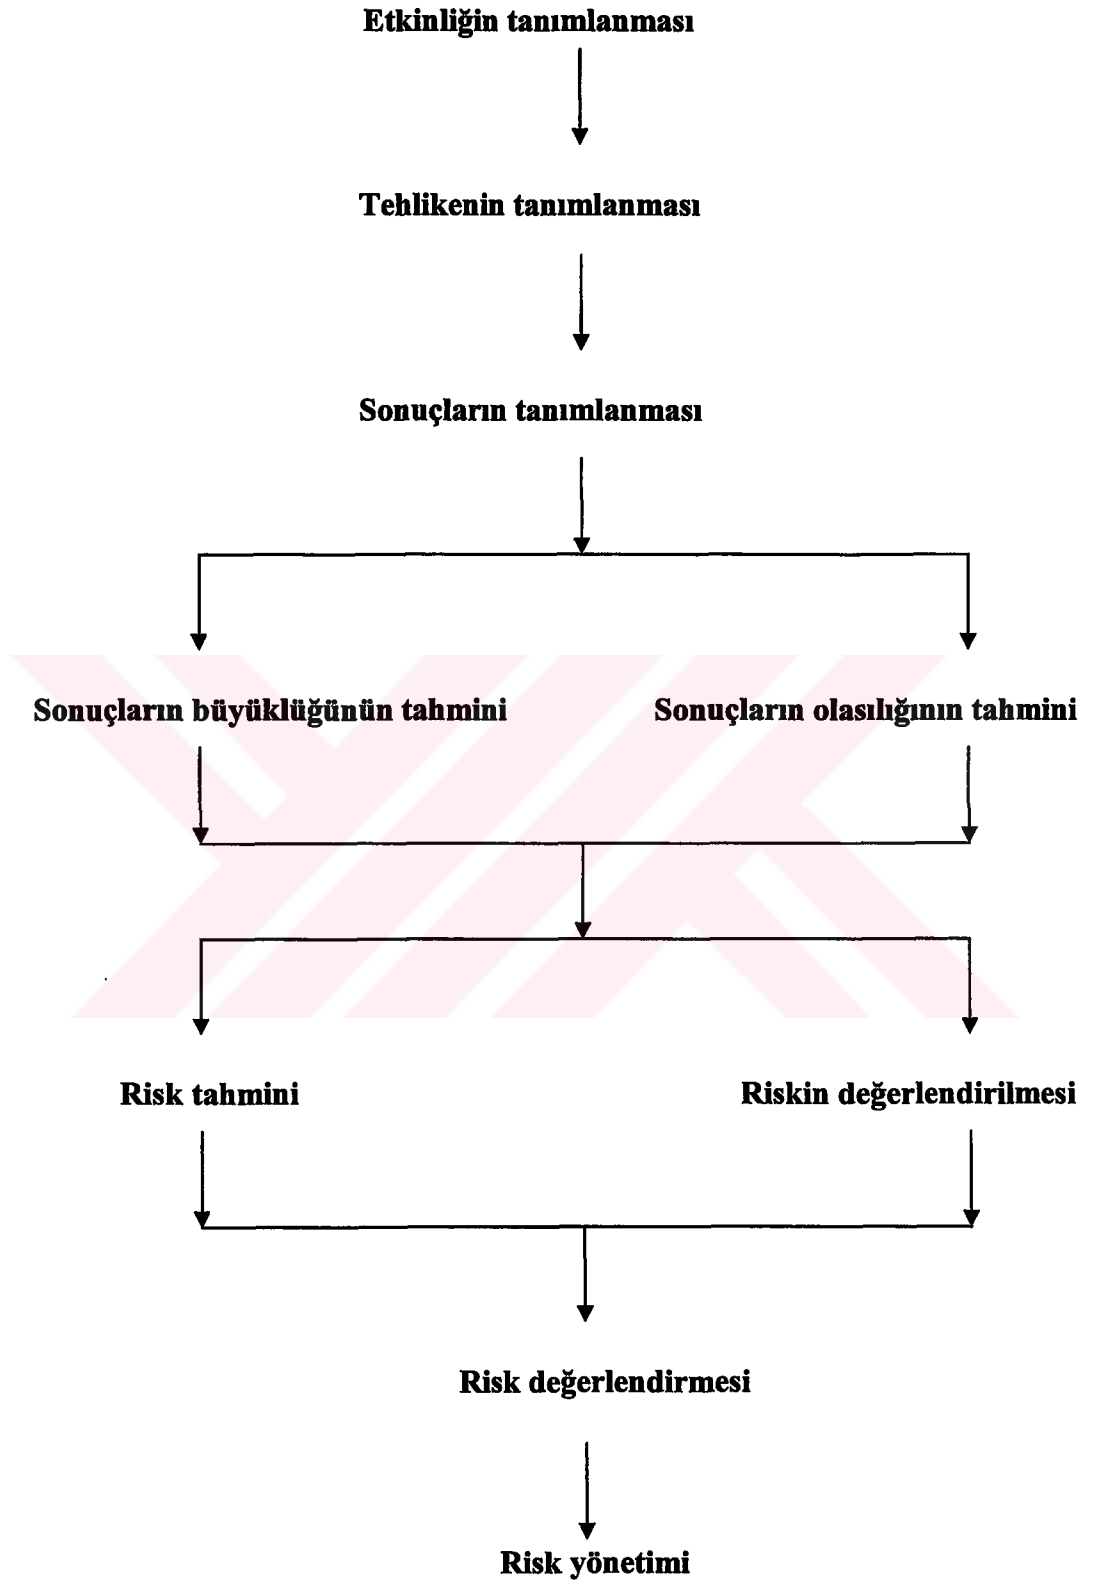 Etkinliğin tanımlanması
Tehlikenin tanımlanması
Sonuçların tanımlanması
Sonuçların büyüklüğünün tahmini
Sonuçların olasılığının tahmini
Risk tahmini
Riskin değerlendirilmesi
Risk değerlendirmesi
Risk yönetimi